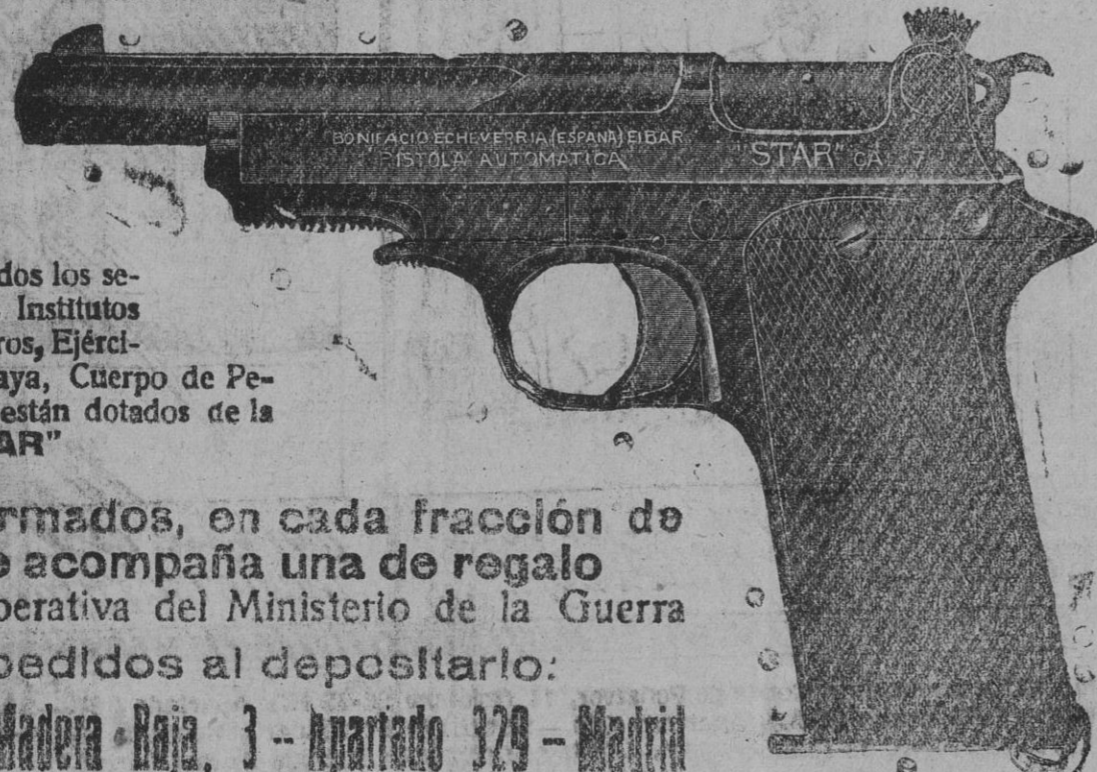 BONIFACIO ECHEVERRIA (ESPAÑA) EIBAR
PISTOLA AUTOMATICA
"STAR" CA 7
dos los se-
Institutos
ros, Ejérci-
aya, Cuerpo de Pe-
están dotados de la
AR"
rmados, en cada fracción de
e acompaña una de regalo
perativa del Ministerio de la Guerra
pedidos al depositario:
Madera Baja, 3 -- Apartado 329 -- Madrid